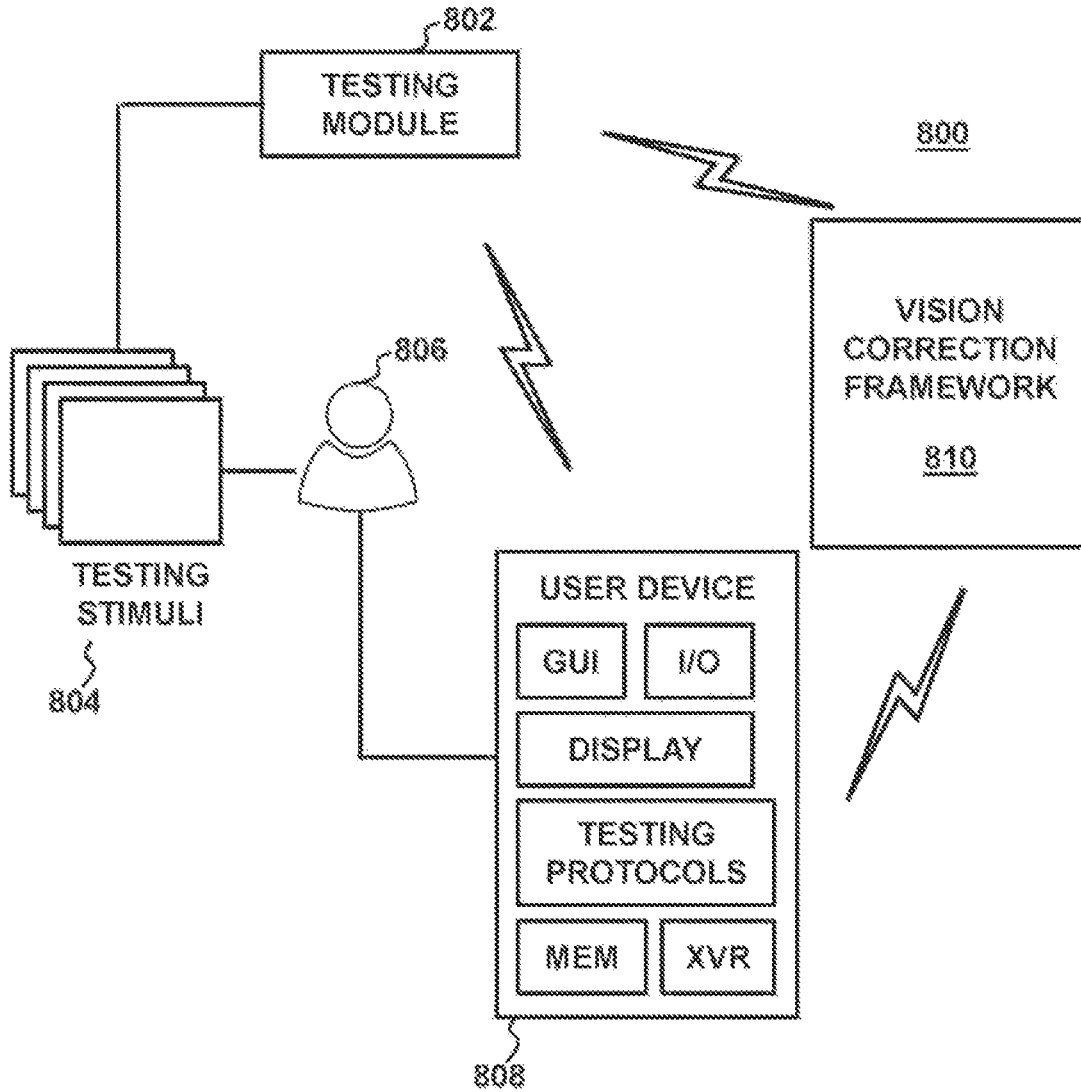 802
TESTING
MODULE
800
VISION
CORRECTION
FRAMEWORK
810
806
TESTING
STIMULI
804
USER DEVICE
GUI
I/O
DISPLAY
TESTING
PROTOCOLS
MEM
XVR
808